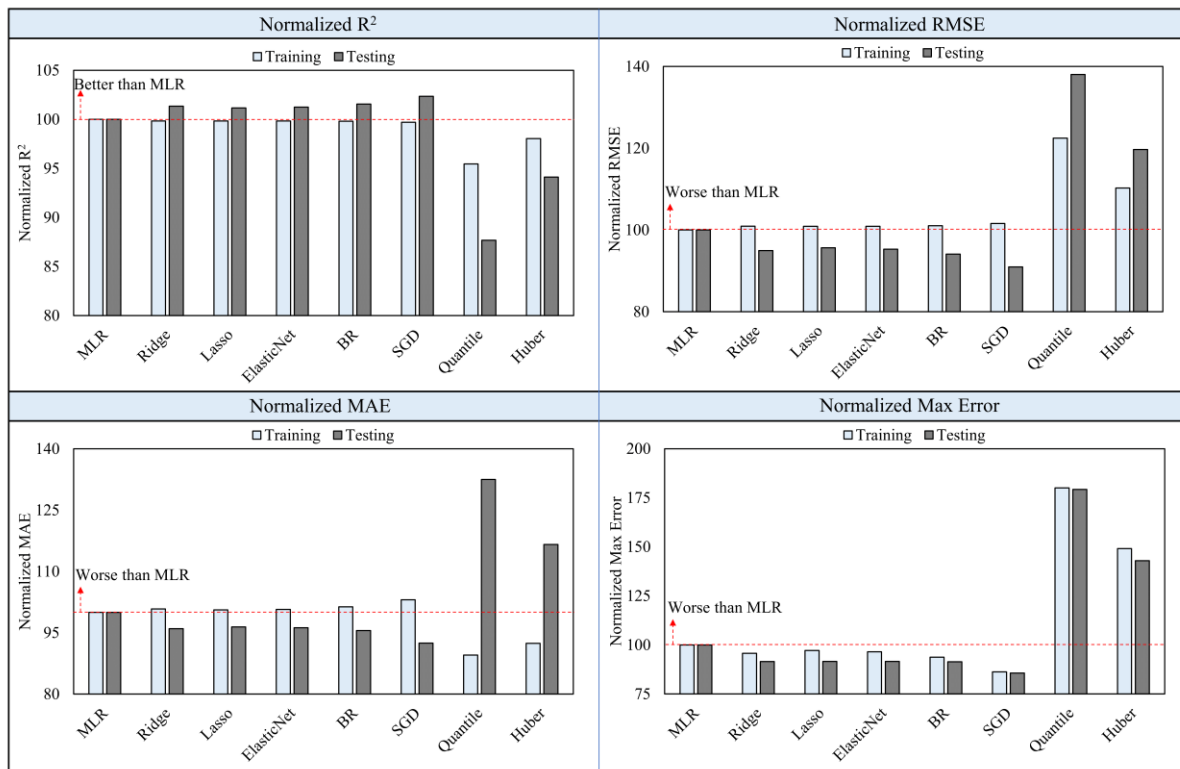 Normalized R²
Training Testing
Normalized R²
105
100
95
90
85
80
Better than MLR
MLR
Ridge
Lasso
ElasticNet
BR
SGD
Quantile
Huber
Normalized RMSE
Training Testing
Normalized RMSE
140
120
100
80
Worse than MLR
MLR
Ridge
Lasso
ElasticNet
BR
SGD
Quantile
Huber
Normalized MAE
Training Testing
Normalized MAE
140
110
95
80
Worse than MLR
MLR
Ridge
Lasso
ElasticNet
BR
SGD
Quantile
Huber
Normalized Max Error
Training Testing
Normalized Max Error
200
175
150
125
100
75
Worse than MLR
MLR
Ridge
Lasso
ElasticNet
BR
SGD
Quantile
Huber